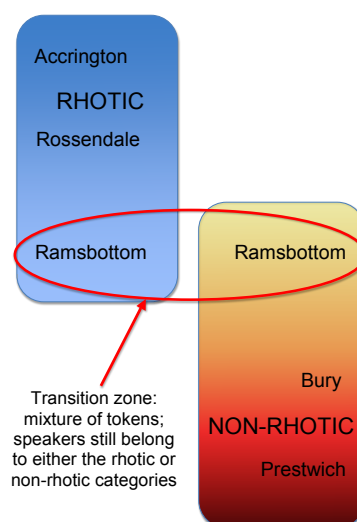 Accrington
RHOTIC
Rossendale
Ramsbottom
Ramsbottom
Bury
NON-RHOTIC
Prestwich
Transition zone:
mixture of tokens;
speakers still belong
to either the rhotic or
non-rhotic categories